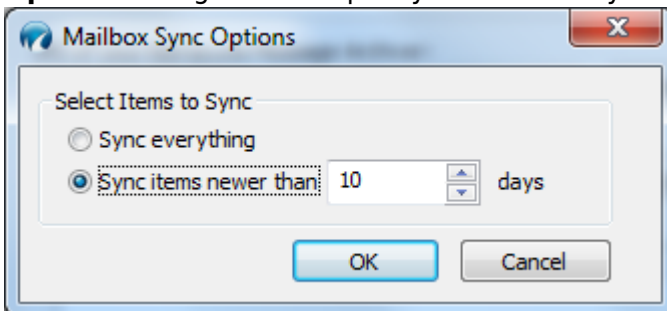 Mailbox Sync Options
Select Items to Sync
Sync everything
Sync items newer than 10 days
OK Cancel